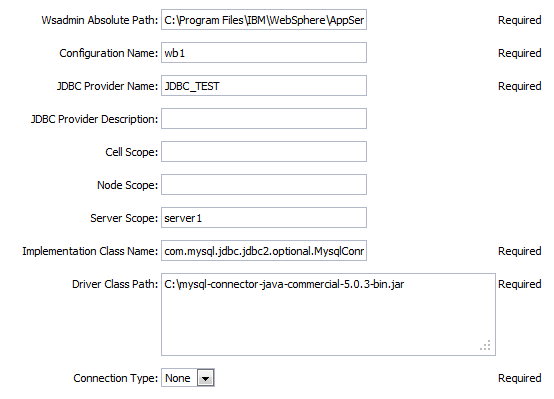 Wsadmin Absolute Path: C:\Program Files\IBM\WebSphere\AppSer Required
Configuration Name: wb1 Required
JDBC Provider Name: JDBC_TEST Required
JDBC Provider Description:
Cell Scope:
Node Scope:
Server Scope: server1
Implementation Class Name: com.mysql.jdbc.jdbc2.optional.MysqlConr Required
Driver Class Path: C:\mysql-connector-java-commercial-5.0.3-bin.jar Required
Connection Type: None Required